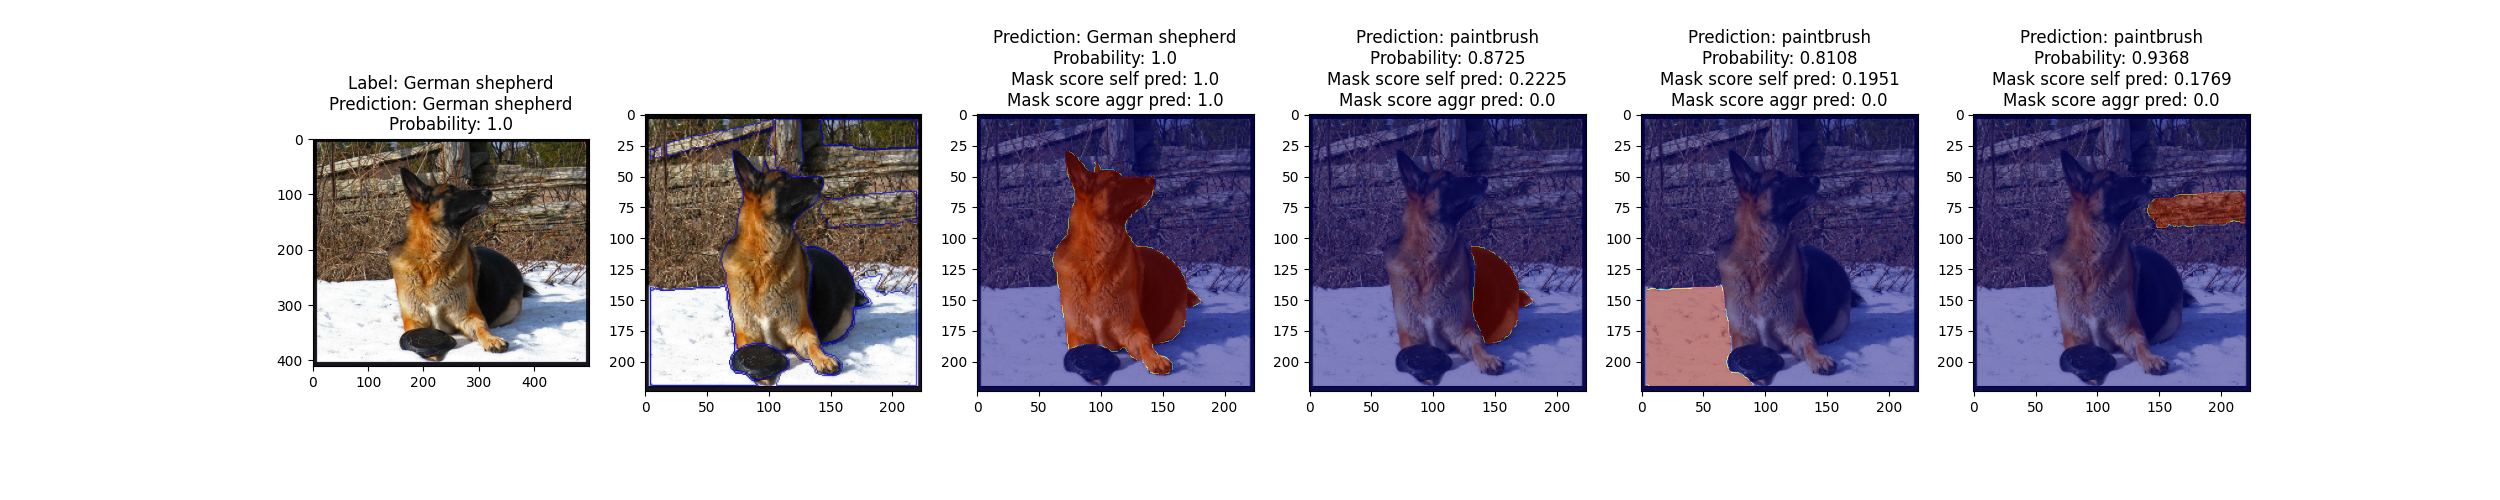 Label: German shepherd
Prediction: German shepherd
Probability: 1.0
0
100
200
300
400
0 100 200 300 400
0
25
50
75
100
125
150
175
200
0 50 100 150 200
Prediction: German shepherd
Probability: 1.0
Mask score self pred: 1.0
Mask score aggr pred: 1.0
0
25
50
75
100
125
150
175
200
0 50 100 150 200
Prediction: paintbrush
Probability: 0.8725
Mask score self pred: 0.2225
Mask score aggr pred: 0.0
0
25
50
75
100
125
150
175
200
0 50 100 150 200
Prediction: paintbrush
Probability: 0.8108
Mask score self pred: 0.1951
Mask score aggr pred: 0.0
0
25
50
75
100
125
150
175
200
0 50 100 150 200
Prediction: paintbrush
Probability: 0.9368
Mask score self pred: 0.1769
Mask score aggr pred: 0.0
0
25
50
75
100
125
150
175
200
0 50 100 150 200